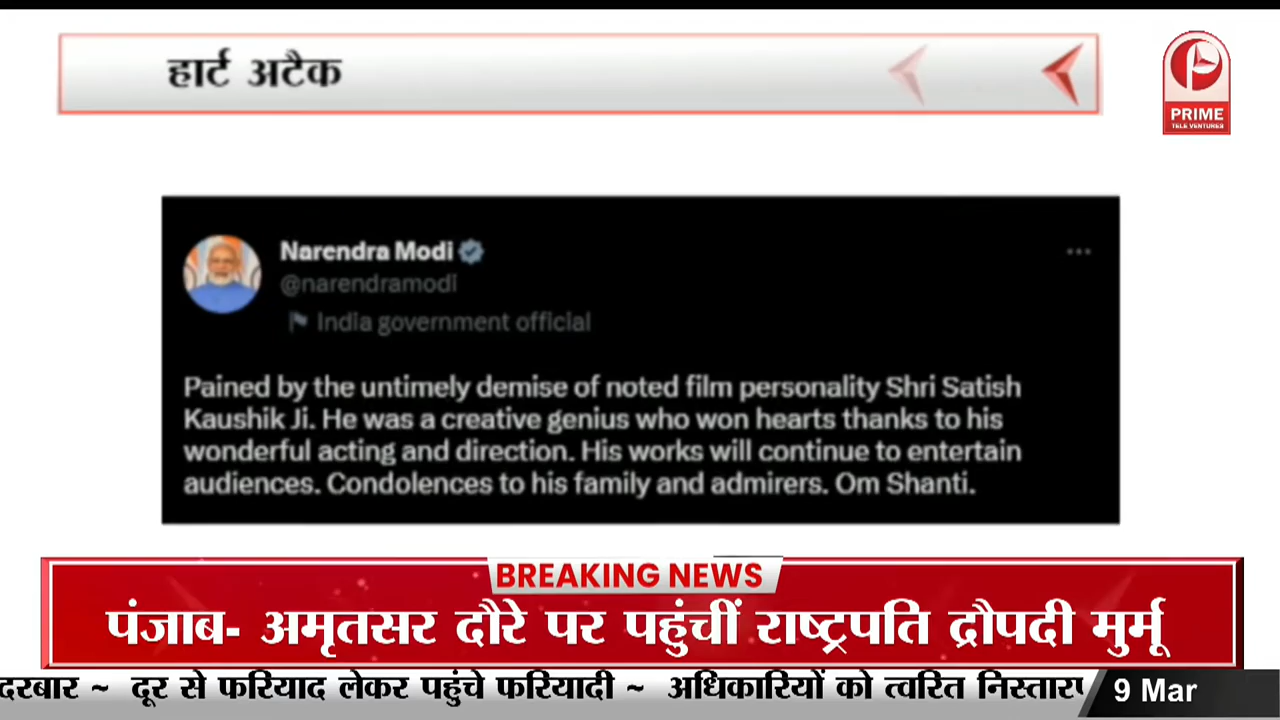 हार्ट अटैक
PRIME
TELE VENTURES
Narendra Modi
@narendramodi
India government official
Pained by the untimely demise of noted film personality Shri Satish
Kaushik Ji. He was a creative genius who won hearts thanks to his
wonderful acting and direction. His works will continue to entertain
audiences. Condolences to his family and admirers. Om Shanti.
BREAKING NEWS
पंजाब- अमृतसर दौरे पर पहुंचीं राष्ट्रपति द्रौपदी मुर्मू
दरबार ~ दूर से फरियाद लेकर पहुंचे फरियादी ~ अधिकारियों को त्वरित
9 Mar